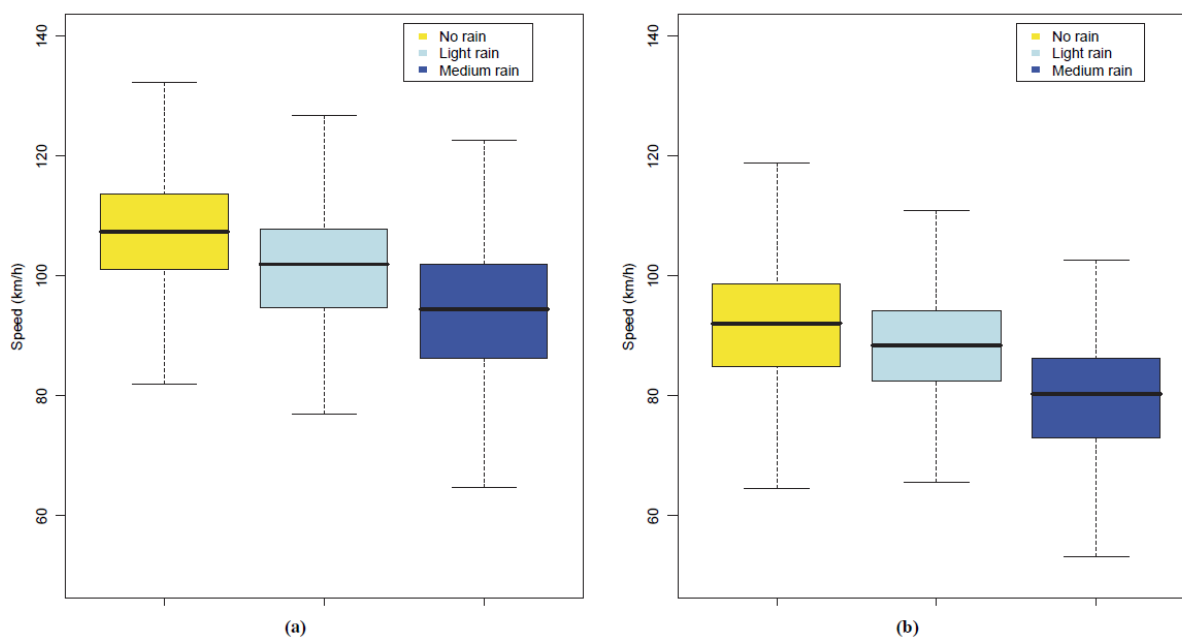 140
120
100
80
60
Speed (km/h)
No rain
Light rain
Medium rain
(a)
140
120
100
80
60
Speed (km/h)
No rain
Light rain
Medium rain
(b)